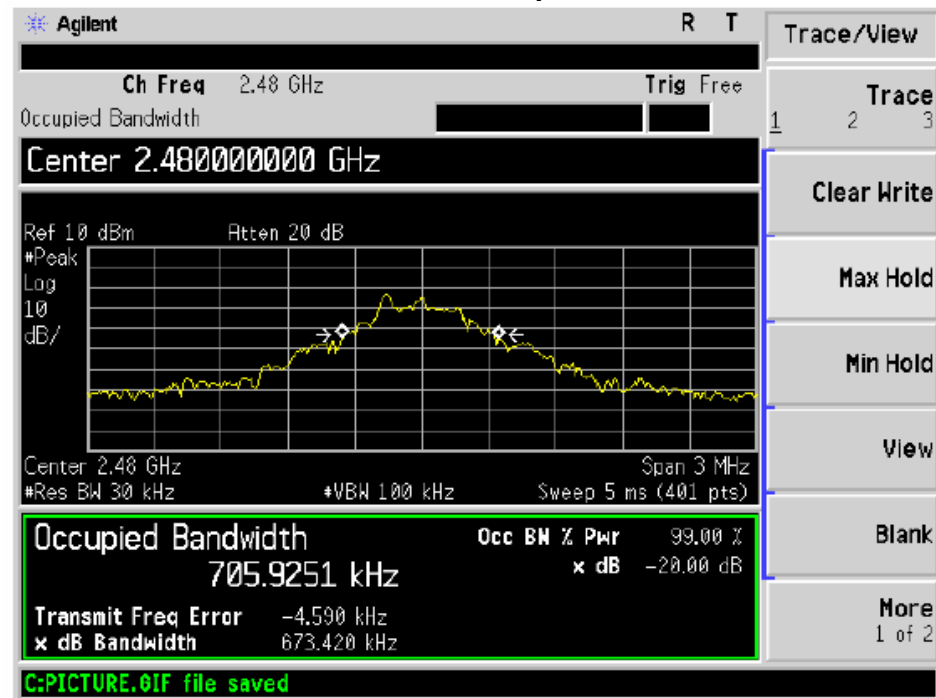 Agilent R T
Ch Freq 2.48 GHz Trig Free
Occupied Bandwidth
Center 2.480000000 GHz
Ref 10 dBm Atten 20 dB
#Peak
Log
10
dB/
Center 2.48 GHz Span 3 MHz
#Res BW 30 kHz #VBW 100 kHz Sweep 5 ms (401 pts)
Occupied Bandwidth
705.9251 kHz
Occ BW % Pwr 99.00 %
x dB -20.00 dB
Transmit Freq Error -4.590 kHz
x dB Bandwidth 673.420 kHz
C:PICTURE.GIF file saved
Trace/View
Trace
1 2 3
Clear Write
Max Hold
Min Hold
View
Blank
More
1 of 2